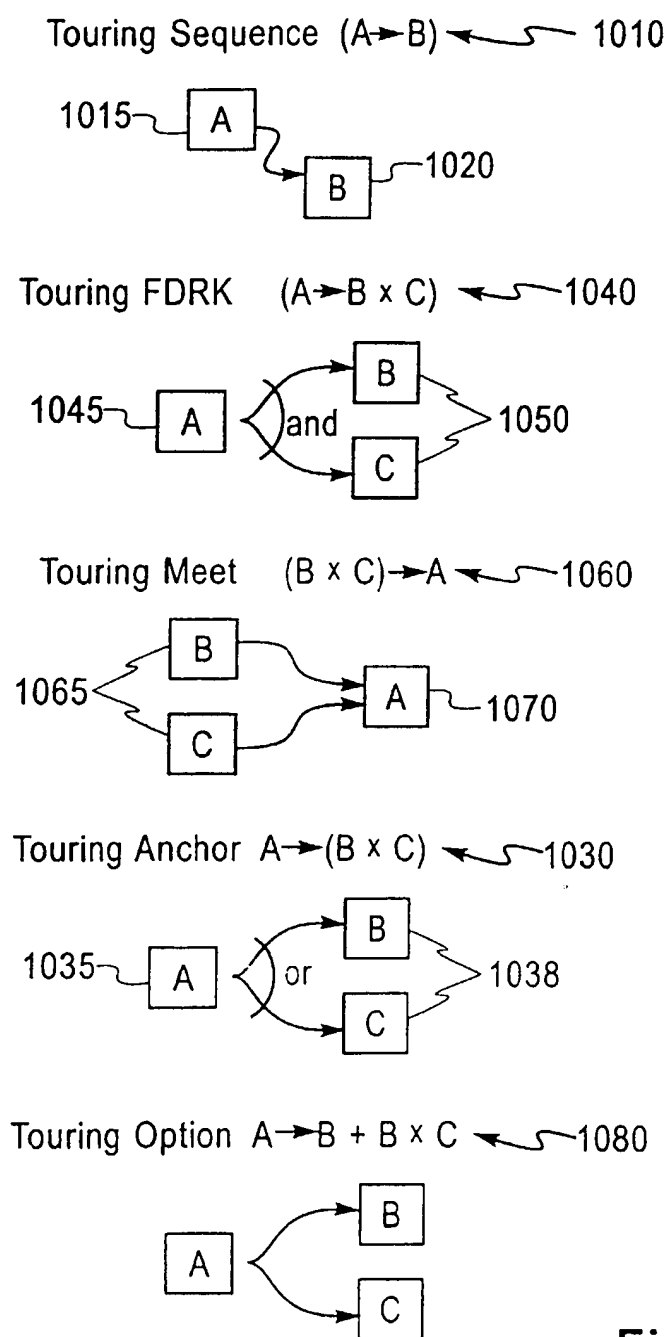 Touring Sequence (A→B) 1010
1015 A
B 1020
Touring FDRK (A→B x C) 1040
B
1045 A and 1050
C
Touring Meet (B x C)→A 1060
B
1065 A 1070
C
Touring Anchor A→(B x C) 1030
B
1035 A or 1038
C
Touring Option A→B + B x C 1080
B
A
C